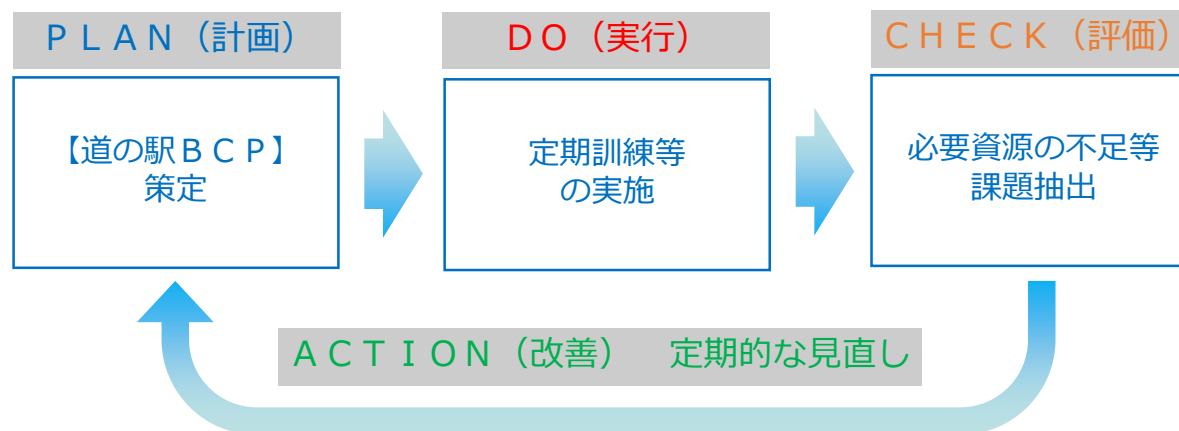 ＰＬＡＮ（計画）
ＤＯ（実行）
ＣＨＥＣＫ（評価）
【道の駅ＢＣＰ】
策定
定期訓練等
の実施
必要資源の不足等
課題抽出
ＡＣＴＩＯＮ（改善）　定期的な見直し